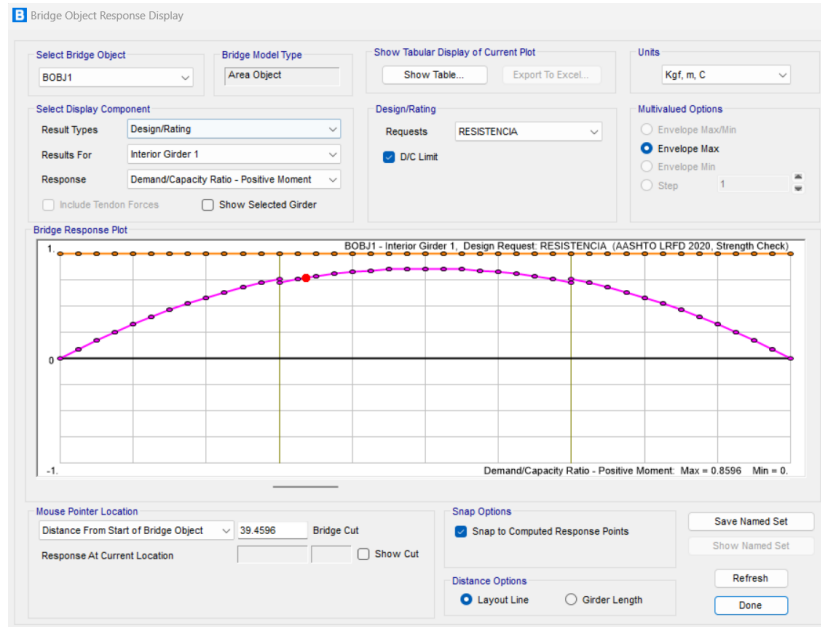 B Bridge Object Response Display
Select Bridge Object
BOBJ1
Bridge Model Type
Area Object
Show Tabular Display of Current Plot
Show Table...
Export To Excel...
Units
Kgf, m, C
Select Display Component
Result Types
Design/Rating
Results For
Interior Girder 1
Response
Demand/Capacity Ratio - Positive Moment
Include Tendon Forces
Show Selected Girder
Design/Rating
Requests
RESISTENCIA
D/C Limit
Multivalued Options
Envelope Max/Min
Envelope Max
Envelope Min
Step
1
Bridge Response Plot
BOBJ1 - Interior Girder 1, Design Request: RESISTENCIA (AASHTO LRFD 2020, Strength Check)
1.
0
-1.
Demand/Capacity Ratio - Positive Moment: Max = 0.8596 Min = 0.
Mouse Pointer Location
Distance From Start of Bridge Object
39.4596
Bridge Cut
Response At Current Location
Show Cut
Snap Options
Snap to Computed Response Points
Distance Options
Layout Line
Girder Length
Save Named Set
Show Named Set
Refresh
Done